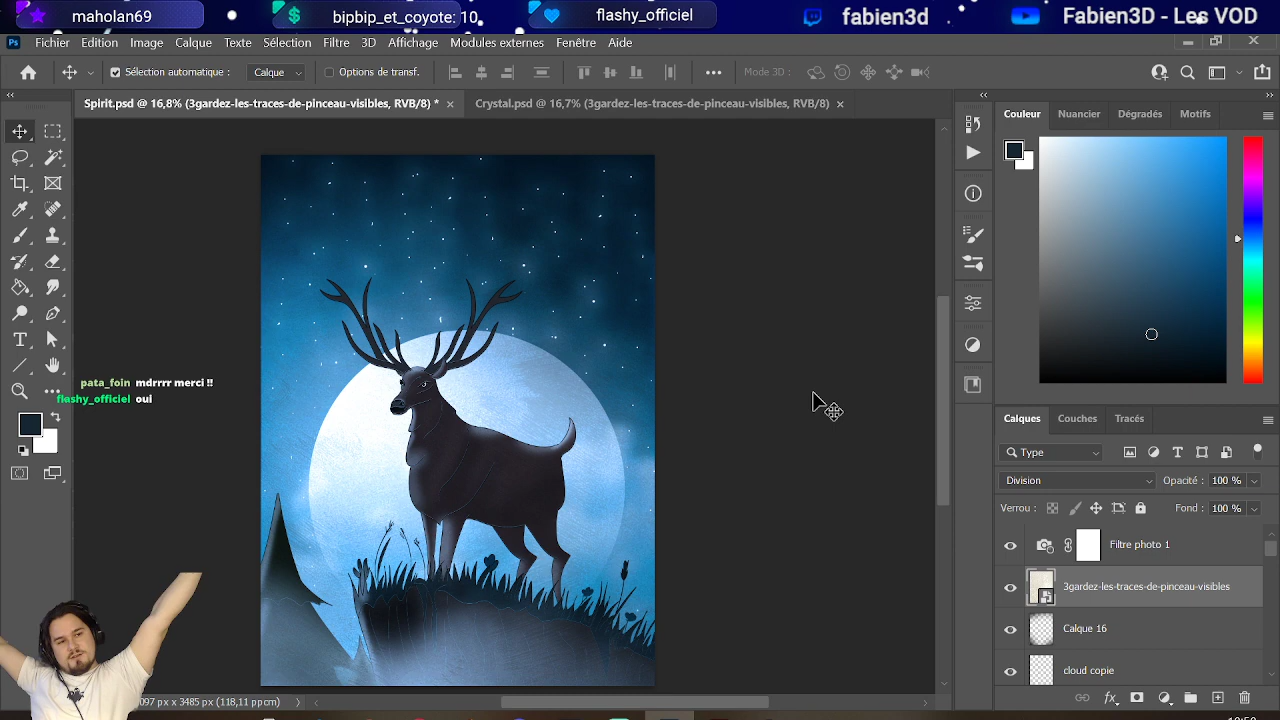 maholan69
bipbip_et_coyote: 10
flashy_officiel
fabien3d
Fabien3D - Les VOD
Ps Fichier Edition Image Calque Texte Sélection Filtre 3D Affichage Modules externes Fenêtre Aide
Sélection automatique : Calque Options de transf. Mode 3D :
Spirit.psd @ 16,8% (3gardez-les-traces-de-pinceau-visibles, RVB/8) *
Crystal.psd @ 16,7% (3gardez-les-traces-de-pinceau-visibles, RVB/8)
Couleur Nuancier Dégradés Motifs
pata_foin mdrrrr merci !!
flashy_officiel oui
Calques Couches Tracés
Type
Division Opacité : 100 %
Verrou : Fond : 100 %
Filtre photo 1
3gardez-les-traces-de-pinceau-visibles
Calque 16
cloud copie
097 px x 3485 px (118,11 ppcm)